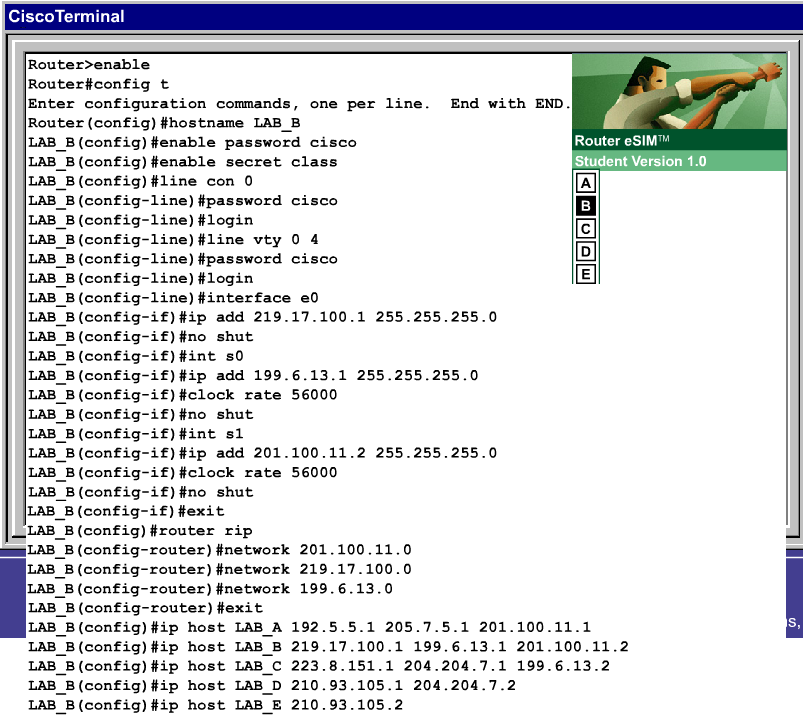 CiscoTerminal
Router>enable
Router#config t
Enter configuration commands, one per line.  End with END.
Router(config)#hostname LAB_B
LAB_B(config)#enable password cisco
LAB_B(config)#enable secret class
LAB_B(config)#line con 0
LAB_B(config-line)#password cisco
LAB_B(config-line)#login
LAB_B(config-line)#line vty 0 4
LAB_B(config-line)#password cisco
LAB_B(config-line)#login
LAB_B(config-line)#interface e0
LAB_B(config-if)#ip add 219.17.100.1 255.255.255.0
LAB_B(config-if)#no shut
LAB_B(config-if)#int s0
LAB_B(config-if)#ip add 199.6.13.1 255.255.255.0
LAB_B(config-if)#clock rate 56000
LAB_B(config-if)#no shut
LAB_B(config-if)#int s1
LAB_B(config-if)#ip add 201.100.11.2 255.255.255.0
LAB_B(config-if)#clock rate 56000
LAB_B(config-if)#no shut
LAB_B(config-if)#exit
LAB_B(config)#router rip
LAB_B(config-router)#network 201.100.11.0
LAB_B(config-router)#network 219.17.100.0
LAB_B(config-router)#network 199.6.13.0
LAB_B(config-router)#exit
LAB_B(config)#ip host LAB_A 192.5.5.1 205.7.5.1 201.100.11.1
LAB_B(config)#ip host LAB_B 219.17.100.1 199.6.13.1 201.100.11.2
LAB_B(config)#ip host LAB_C 223.8.151.1 204.204.7.1 199.6.13.2
LAB_B(config)#ip host LAB_D 210.93.105.1 204.204.7.2
LAB_B(config)#ip host LAB_E 210.93.105.2
Router eSIM™
Student Version 1.0
A
B
C
D
E